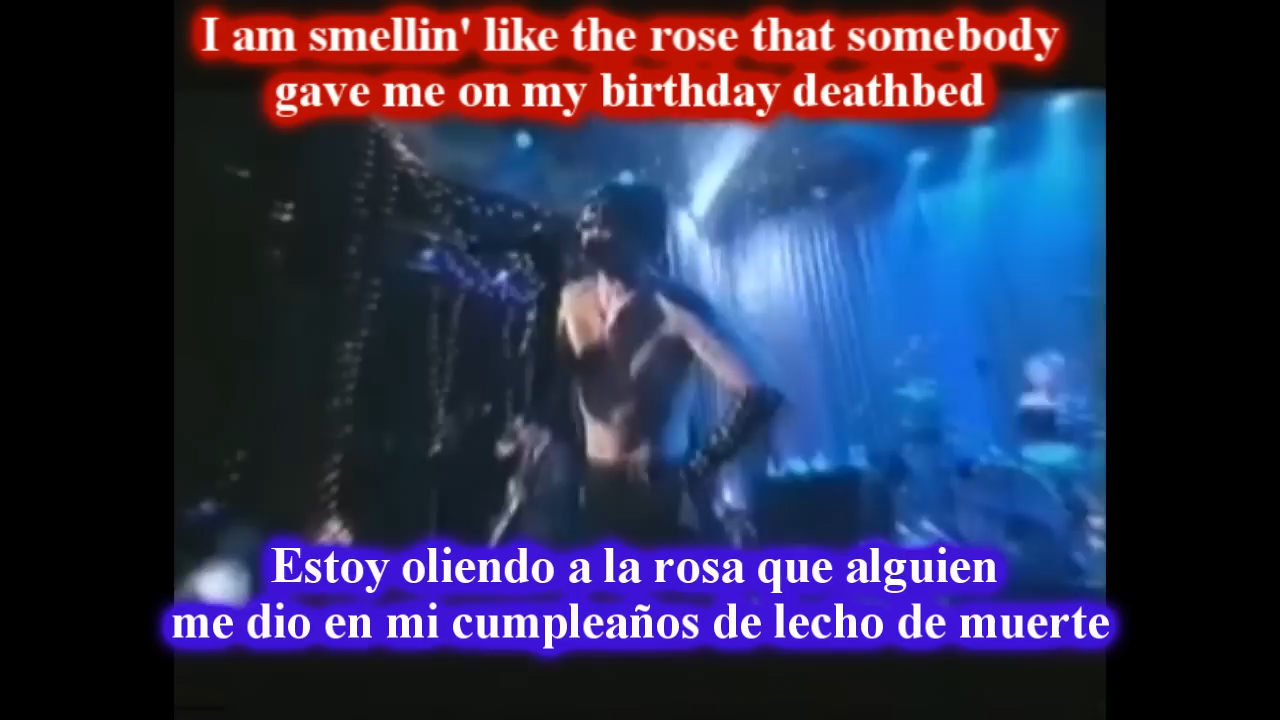 I am smellin' like the rose that somebody
gave me on my birthday deathbed
Estoy oliendo a la rosa que alguien
me dio en mi cumpleaños de lecho de muerte